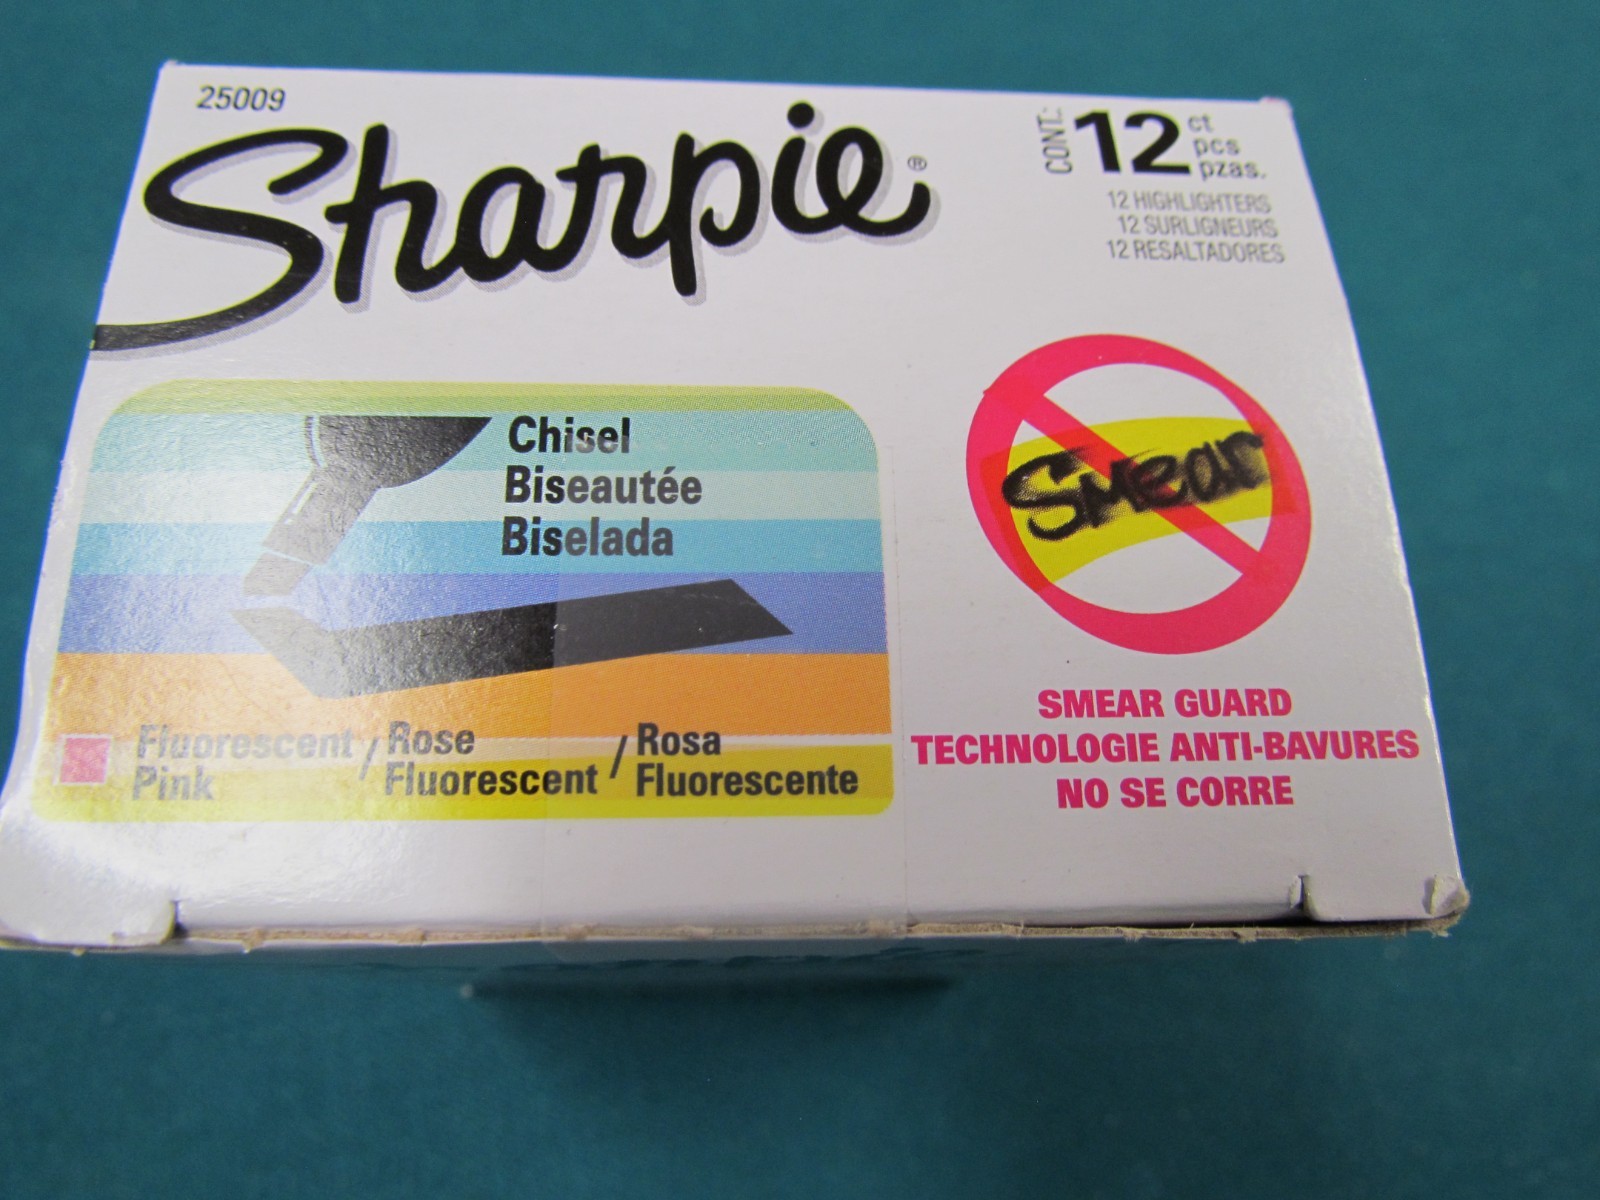 25009
Sharpie®
CONT.: 12 ct
pcs
pzas.
12 HIGHLIGHTERS
12 SURLIGNEURS
12 RESALTADORES
Chisel
Biseautée
Biselada
Smear
Fluorescent Pink / Rose Fluorescent / Rosa Fluorescente
SMEAR GUARD
TECHNOLOGIE ANTI-BAVURES
NO SE CORRE